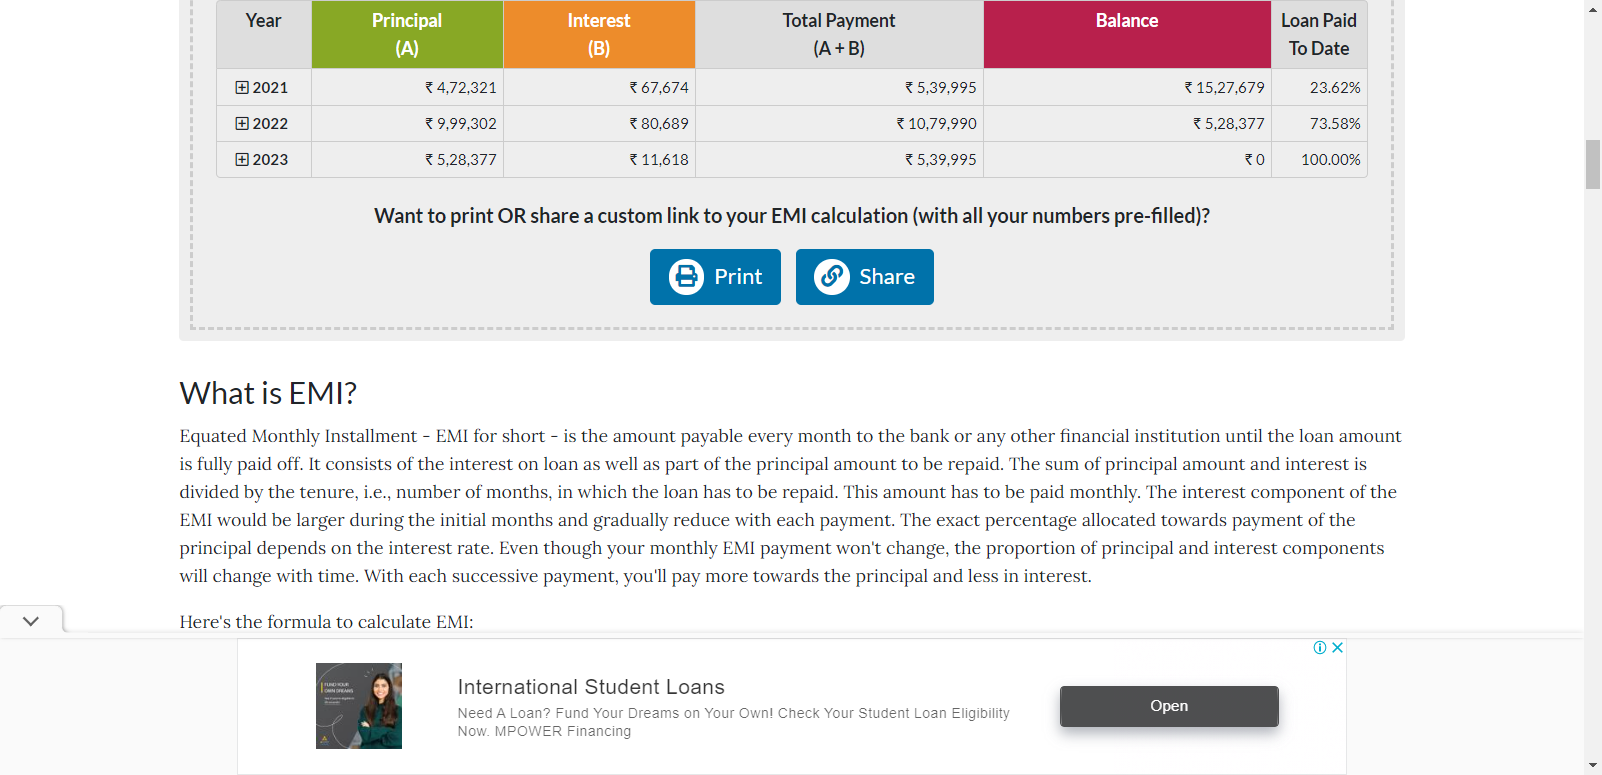 Year Principal Interest Total Payment Balance Loan Paid
(A) (B) (A + B) To Date
2021 ₹ 4,72,321 ₹ 67,674 ₹ 5,39,995 ₹ 15,27,679 23.62%
2022 ₹ 9,99,302 ₹ 80,689 ₹ 10,79,990 ₹ 5,28,377 73.58%
2023 ₹ 5,28,377 ₹ 11,618 ₹ 5,39,995 ₹ 0 100.00%
Want to print OR share a custom link to your EMI calculation (with all your numbers pre-filled)?
Print Share
What is EMI?
Equated Monthly Installment - EMI for short - is the amount payable every month to the bank or any other financial institution until the loan amount
is fully paid off. It consists of the interest on loan as well as part of the principal amount to be repaid. The sum of principal amount and interest is
divided by the tenure, i.e., number of months, in which the loan has to be repaid. This amount has to be paid monthly. The interest component of the
EMI would be larger during the initial months and gradually reduce with each payment. The exact percentage allocated towards payment of the
principal depends on the interest rate. Even though your monthly EMI payment won't change, the proportion of principal and interest components
will change with time. With each successive payment, you'll pay more towards the principal and less in interest.
Here's the formula to calculate EMI:
FUND YOUR
OWN DREAMS
International Student Loans
Need A Loan? Fund Your Dreams on Your Own! Check Your Student Loan Eligibility
Now. MPOWER Financing
Open